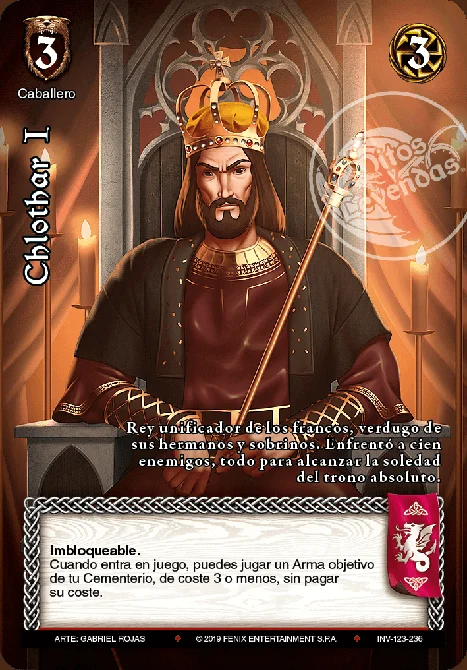 3
3
Caballero
Chlothar I
Mitos
y
Leyendas
Rey unificador de los francos, verdugo de
sus hermanos y sobrinos. Enfrentó a cien
enemigos, todo para alcanzar la soledad
del trono absoluto.
Imbloqueable.
Cuando entra en juego, puedes jugar un Arma objetivo
de tu Cementerio, de coste 3 o menos, sin pagar
su coste.
ARTE: GABRIEL ROJAS ♦ © 2019 FENIX ENTERTAINMENT S.P.A. ♦ INV-123-236